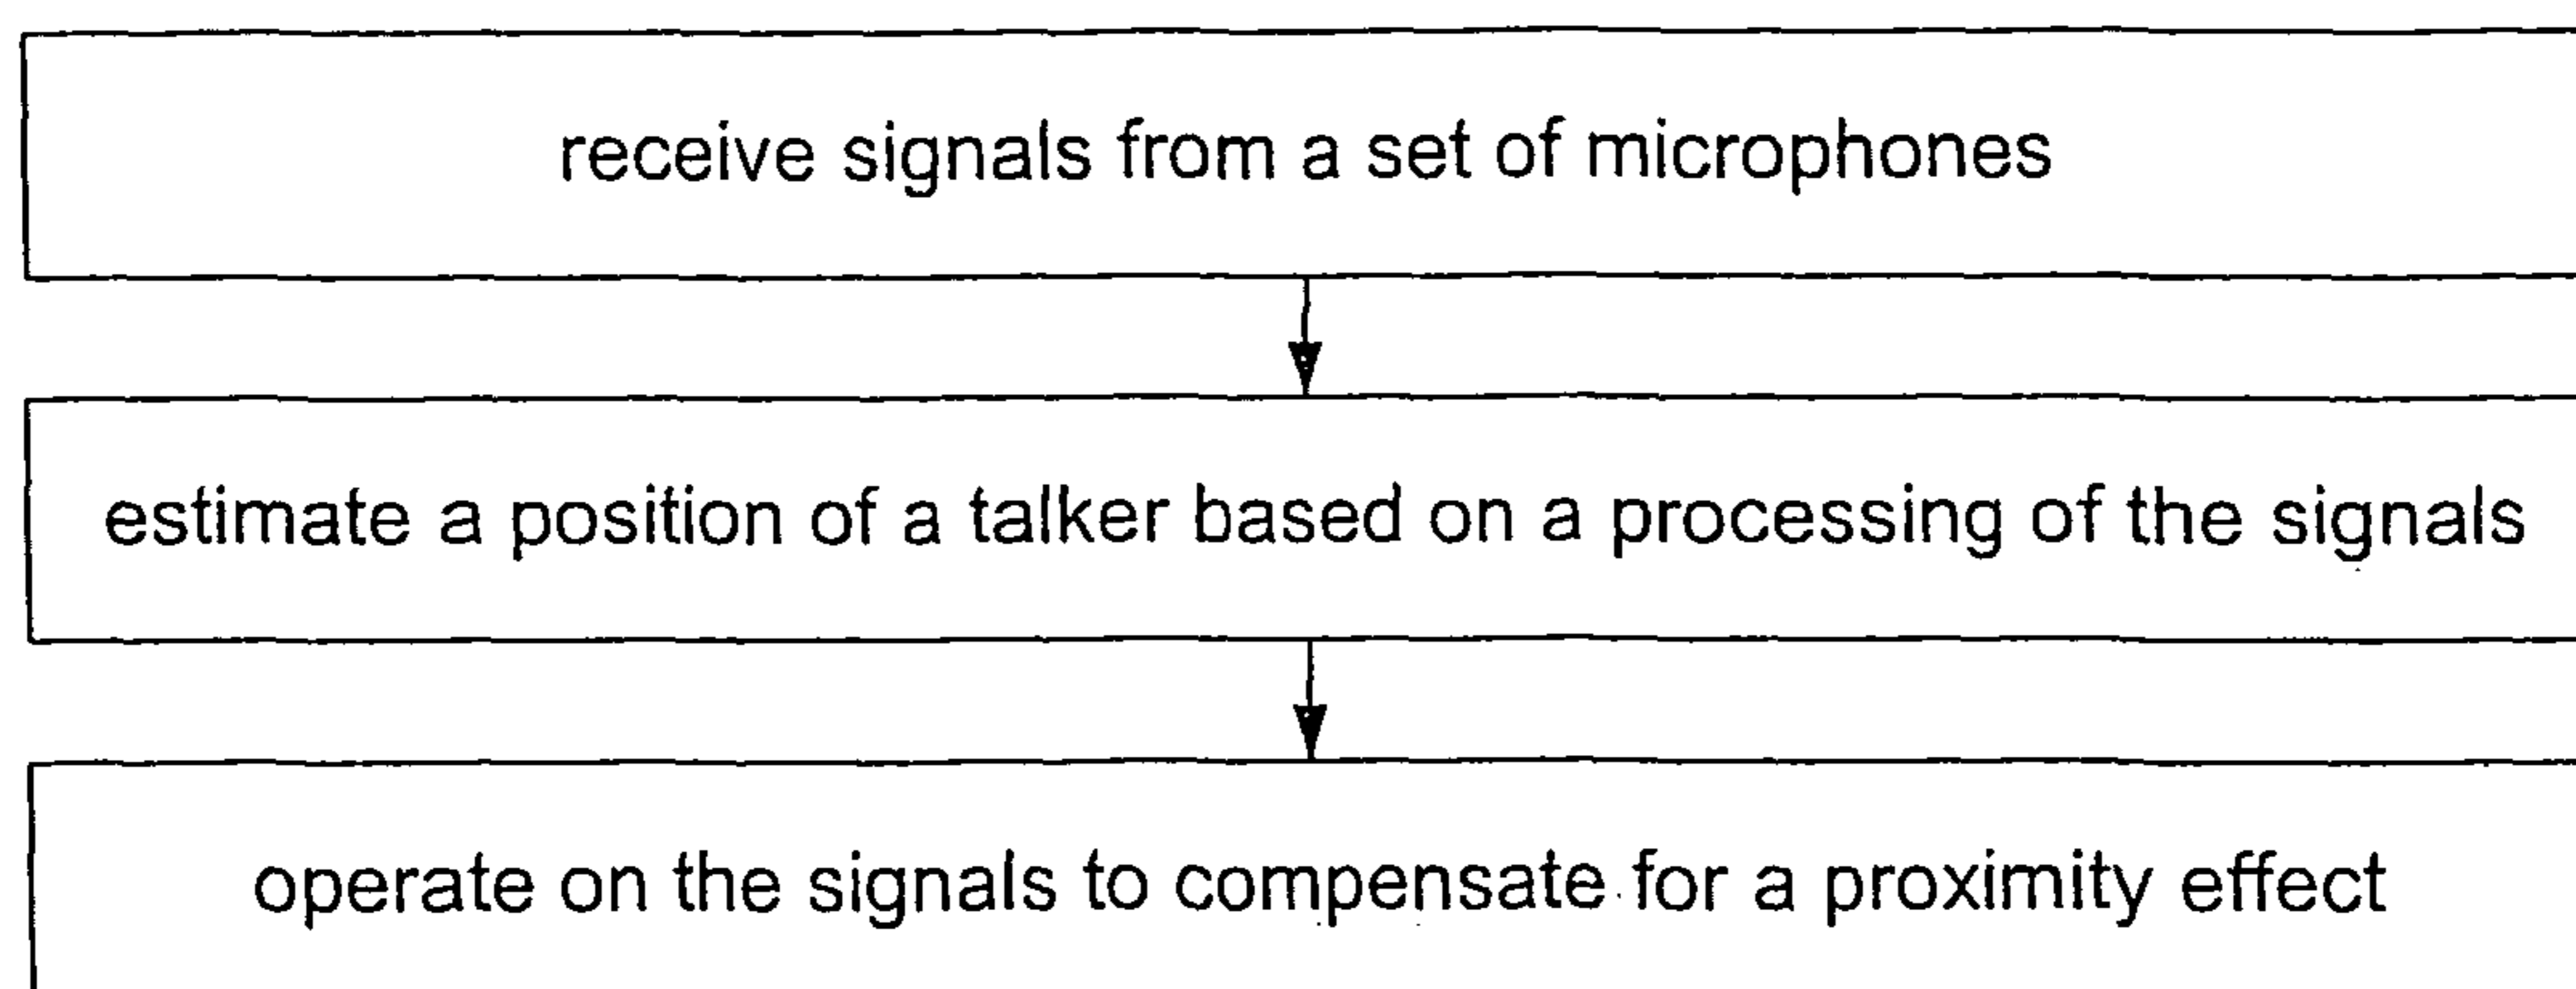 receive signals from a set of microphones
estimate a position of a talker based on a processing of the signals
operate on the signals to compensate for a proximity effect